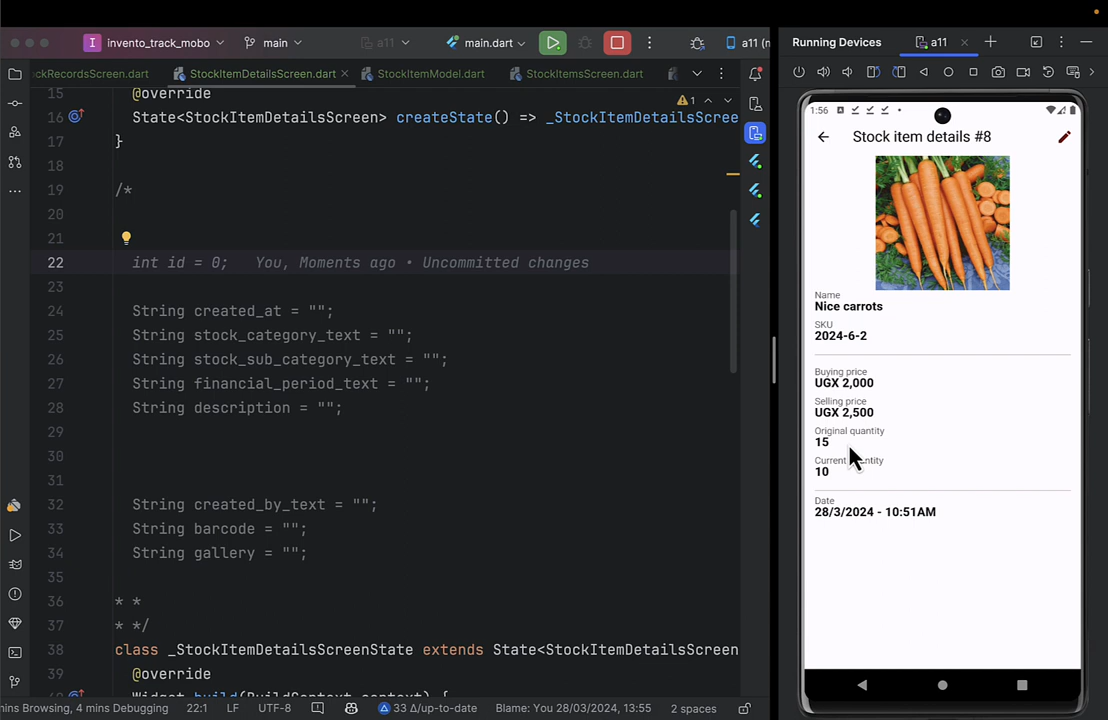 invento_track_mobo
main
a11
main.dart
a11 (n
Running Devices
a11
ckRecordsScreen.dart
StockItemDetailsScreen.dart
StockItemModel.dart
StockItemsScreen.dart
15 @override
1
16 State<StockItemDetailsScreen> createState() => _StockItemDetailsScree
17 }
18
19 /*
20
21
22 int id = 0; You, Moments ago • Uncommitted changes
23
24 String created_at = "";
25 String stock_category_text = "";
26 String stock_sub_category_text = "";
27 String financial_period_text = "";
28 String description = "";
29
30
31
32 String created_by_text = "";
33 String barcode = "";
34 String gallery = "";
35
36 * *
37 * */
38 class _StockItemDetailsScreenState extends State<StockItemDetailsScreen
39 @override
Widget build(BuildContext context) {
mins Browsing, 4 mins Debugging
22:1
LF
UTF-8
33 Δ/up-to-date
Blame: You 28/03/2024, 13:55
2 spaces
1:56
Stock item details #8
Name
Nice carrots
SKU
2024-6-2
Buying price
UGX 2,000
Selling price
UGX 2,500
Original quantity
15
10
Date
28/3/2024 - 10:51AM